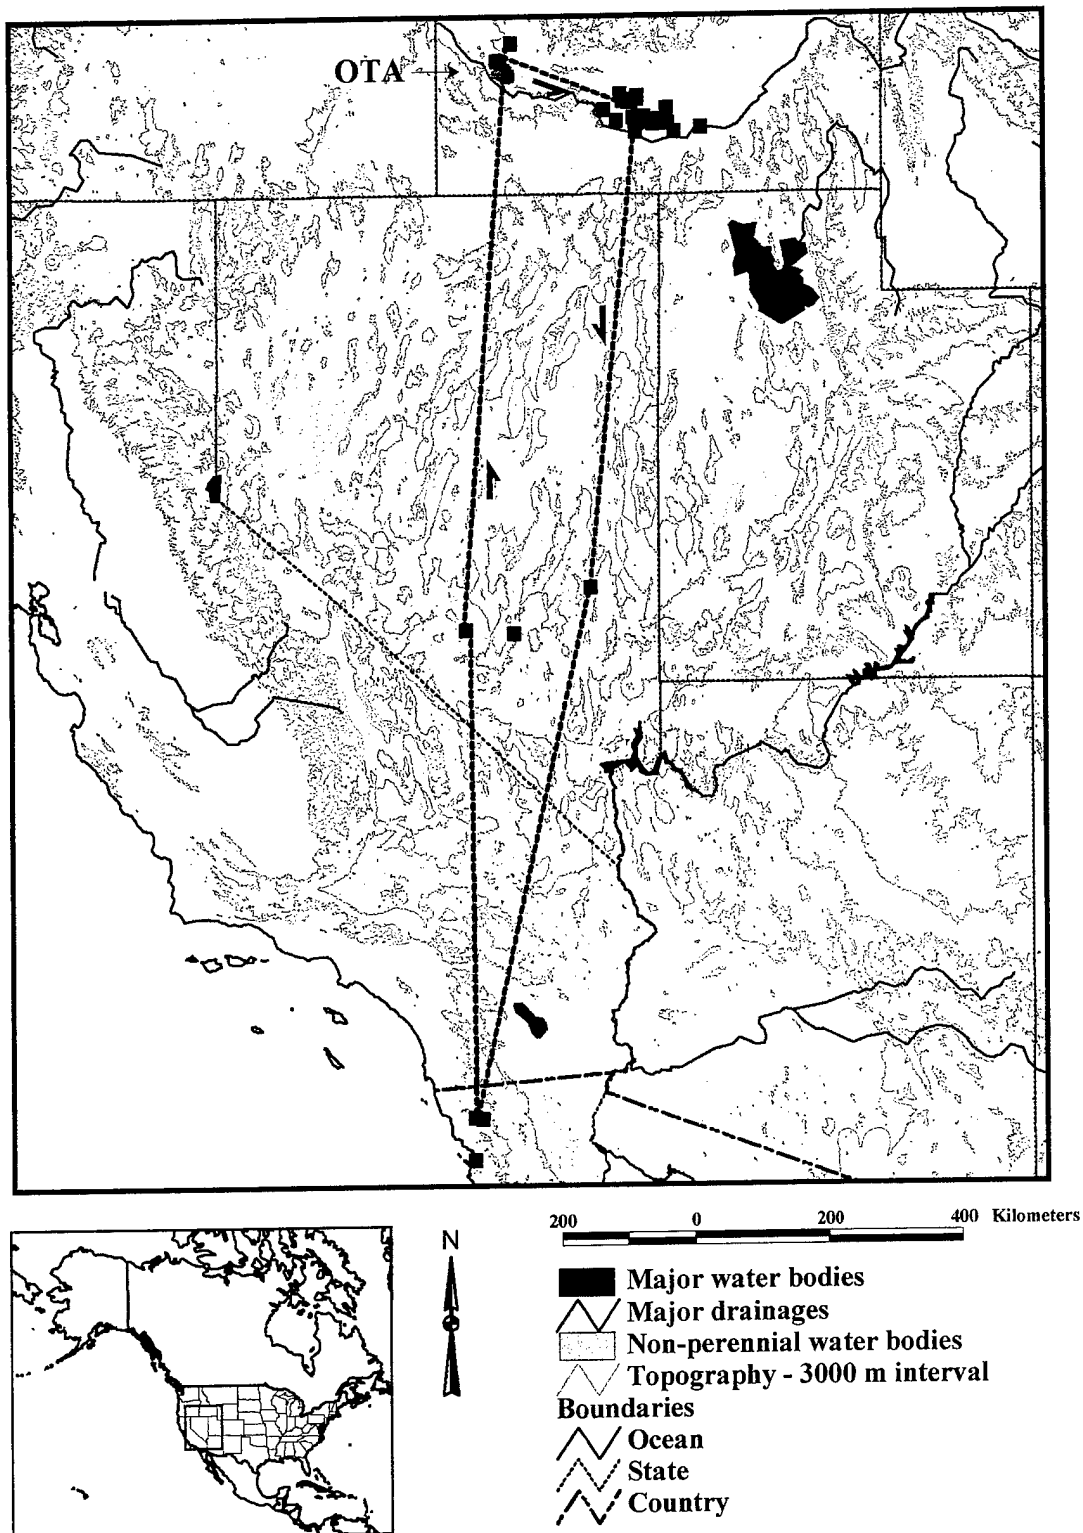 OTA
200 0 200 400 Kilometers
N
Major water bodies
Major drainages
Non-perennial water bodies
Topography - 3000 m interval
Boundaries
Ocean
State
Country